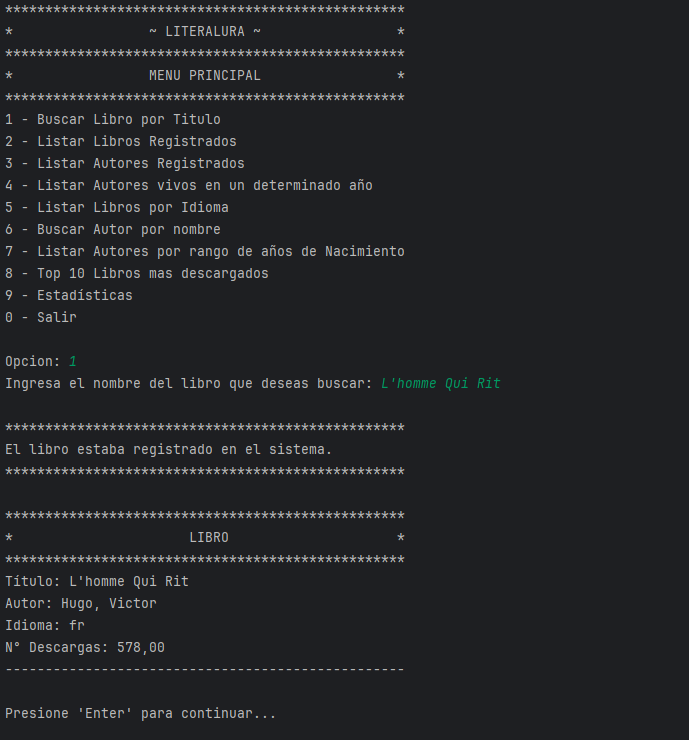 **************************************************
*                 ~ LITERALURA ~                 *
**************************************************
*                 MENU PRINCIPAL                 *
**************************************************
1 - Buscar Libro por Titulo
2 - Listar Libros Registrados
3 - Listar Autores Registrados
4 - Listar Autores vivos en un determinado año
5 - Listar Libros por Idioma
6 - Buscar Autor por nombre
7 - Listar Autores por rango de años de Nacimiento
8 - Top 10 Libros mas descargados
9 - Estadisticas
0 - Salir

Opcion: 1
Ingresa el nombre del libro que deseas buscar: L'homme Qui Rit

**************************************************
El libro estaba registrado en el sistema.
**************************************************

**************************************************
*                      LIBRO                     *
**************************************************
Título: L'homme Qui Rit
Autor: Hugo, Victor
Idioma: fr
N° Descargas: 578,00
--------------------------------------------------

Presione 'Enter' para continuar...